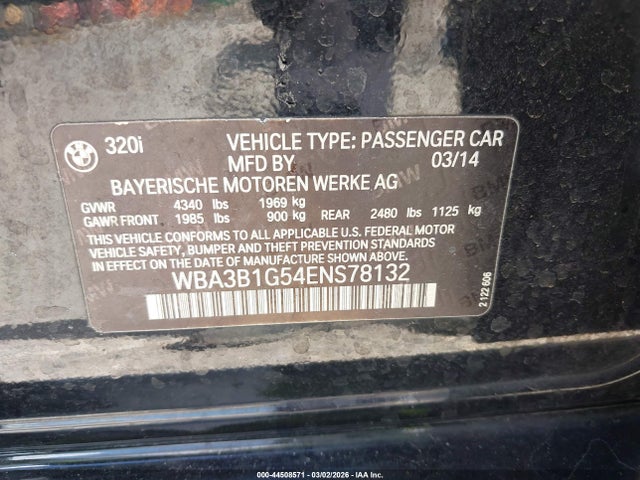 320i VEHICLE TYPE: PASSENGER CAR
MFD BY 03/14
BAYERISCHE MOTOREN WERKE AG
GVWR 4340 lbs 1969 kg
GAWR FRONT 1985 lbs 900 kg REAR 2480 lbs 1125 kg
THIS VEHICLE CONFORMS TO ALL APPLICABLE U.S. FEDERAL MOTOR
VEHICLE SAFETY, BUMPER AND THEFT PREVENTION STANDARDS
IN EFFECT ON THE DATE OF MANUFACTURE SHOWN ABOVE.
WBA3B1G54ENS78132
2 122 606
000-44508571 - 03/02/2026 - IAA Inc.